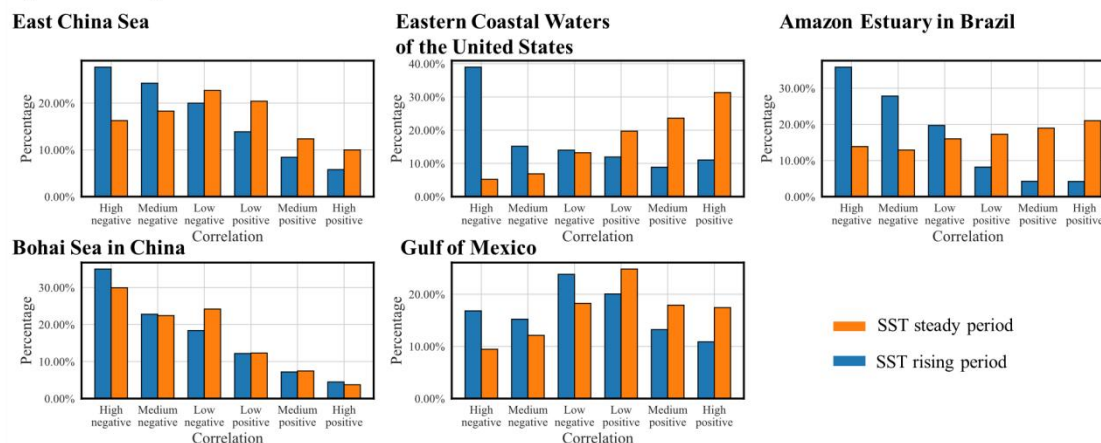 East China Sea
Percentage
20.00%
10.00%
0.00%
High negative
Medium negative
Low negative
Low positive
Medium positive
High positive
Correlation
Eastern Coastal Waters
of the United States
Percentage
40.00%
30.00%
20.00%
10.00%
0.00%
High negative
Medium negative
Low negative
Low positive
Medium positive
High positive
Correlation
Amazon Estuary in Brazil
Percentage
30.00%
20.00%
10.00%
0.00%
High negative
Medium negative
Low negative
Low positive
Medium positive
High positive
Correlation
Bohai Sea in China
Percentage
30.00%
20.00%
10.00%
0.00%
High negative
Medium negative
Low negative
Low positive
Medium positive
High positive
Correlation
Gulf of Mexico
Percentage
20.00%
10.00%
0.00%
High negative
Medium negative
Low negative
Low positive
Medium positive
High positive
Correlation
SST steady period
SST rising period